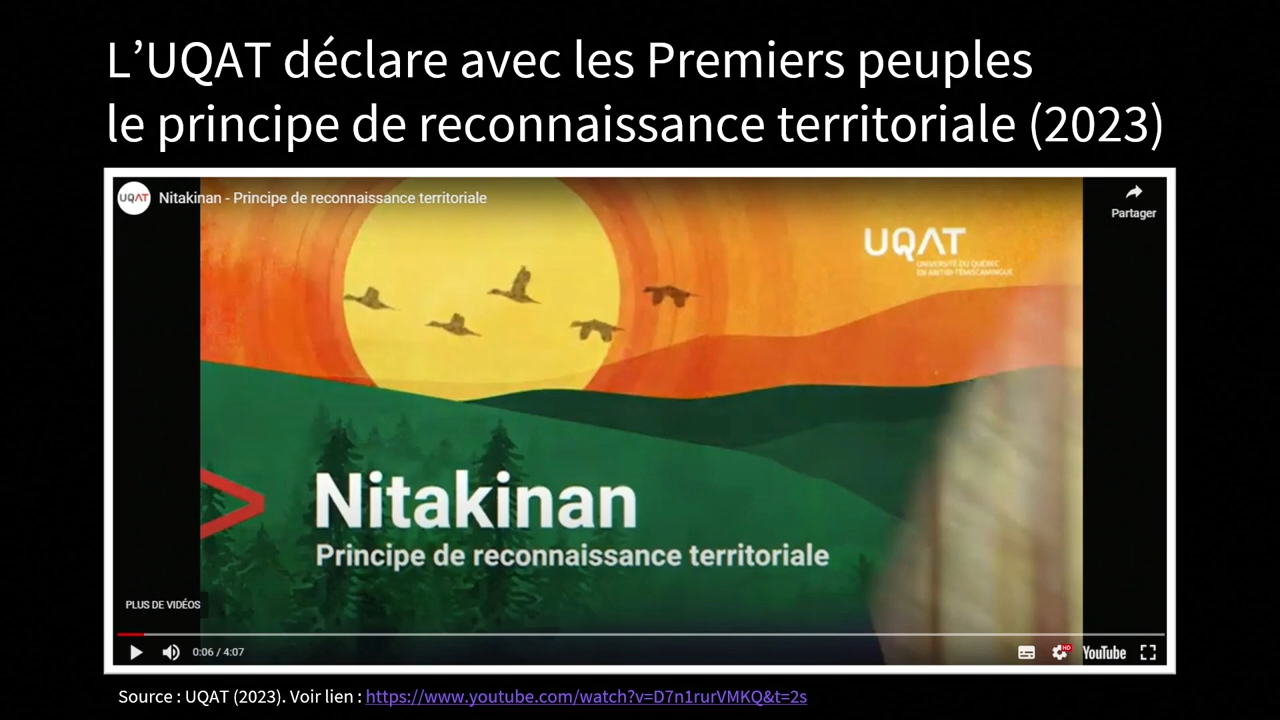 L’UQAT déclare avec les Premiers peuples
le principe de reconnaissance territoriale (2023)
UQAT
Nitakinan - Principe de reconnaissance territoriale
Partager
UQAT
UNIVERSITÉ DU QUÉBEC
EN ABITIBI-TÉMISCAMINGUE
Nitakinan
Principe de reconnaissance territoriale
PLUS DE VIDÉOS
0:06 / 4:07
HD
YouTube
Source : UQAT (2023). Voir lien : https://www.youtube.com/watch?v=D7n1rurVMKQ&t=2s